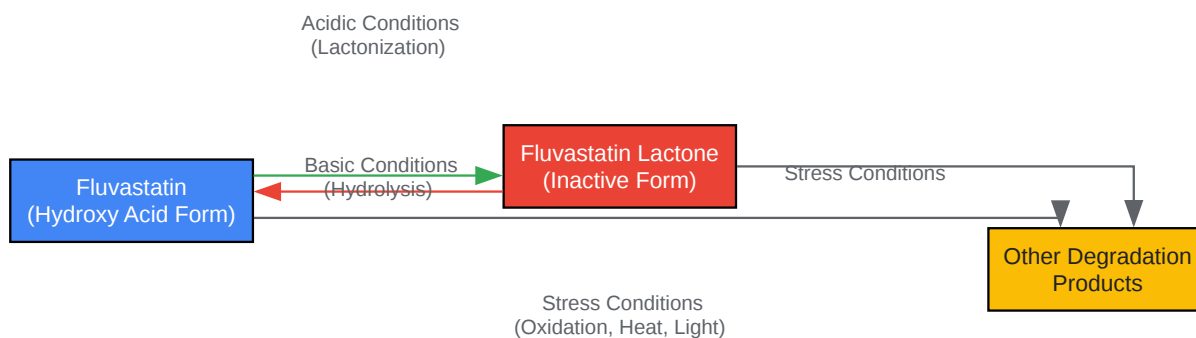 Acidic Conditions
(Lactonization)
Fluvastatin Lactone
(Inactive Form)
Basic Conditions
(Hydrolysis)
Stress Conditions
Fluvastatin
(Hydroxy Acid Form)
Other Degradation
Products
Stress Conditions
(Oxidation, Heat, Light)